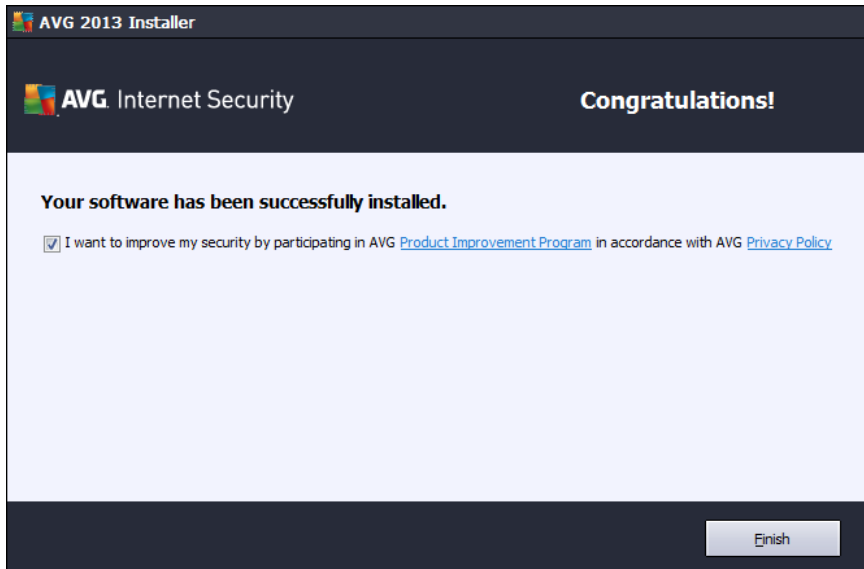 AVG 2013 Installer
AVG. Internet Security
Congratulations!
Your software has been successfully installed.
I want to improve my security by participating in AVG Product Improvement Program in accordance with AVG Privacy Policy
Finish